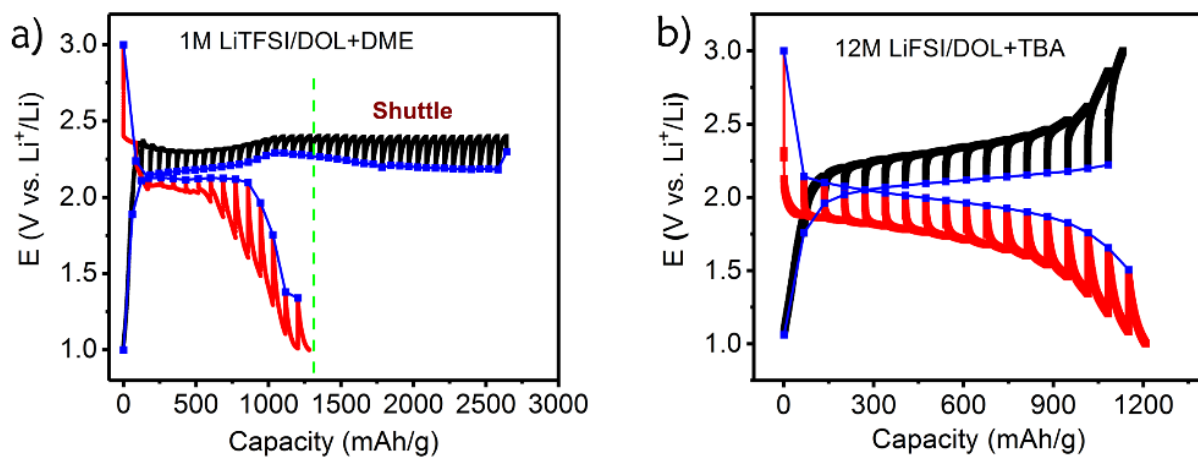 a)
1M LiTFSI/DOL+DME
Shuttle
E (V vs. Li⁺/Li)
3.0
2.5
2.0
1.5
1.0
0 500 1000 1500 2000 2500 3000
Capacity (mAh/g)
b)
12M LiFSI/DOL+TBA
E (V vs. Li⁺/Li)
3.0
2.5
2.0
1.5
1.0
0 300 600 900 1200
Capacity (mAh/g)